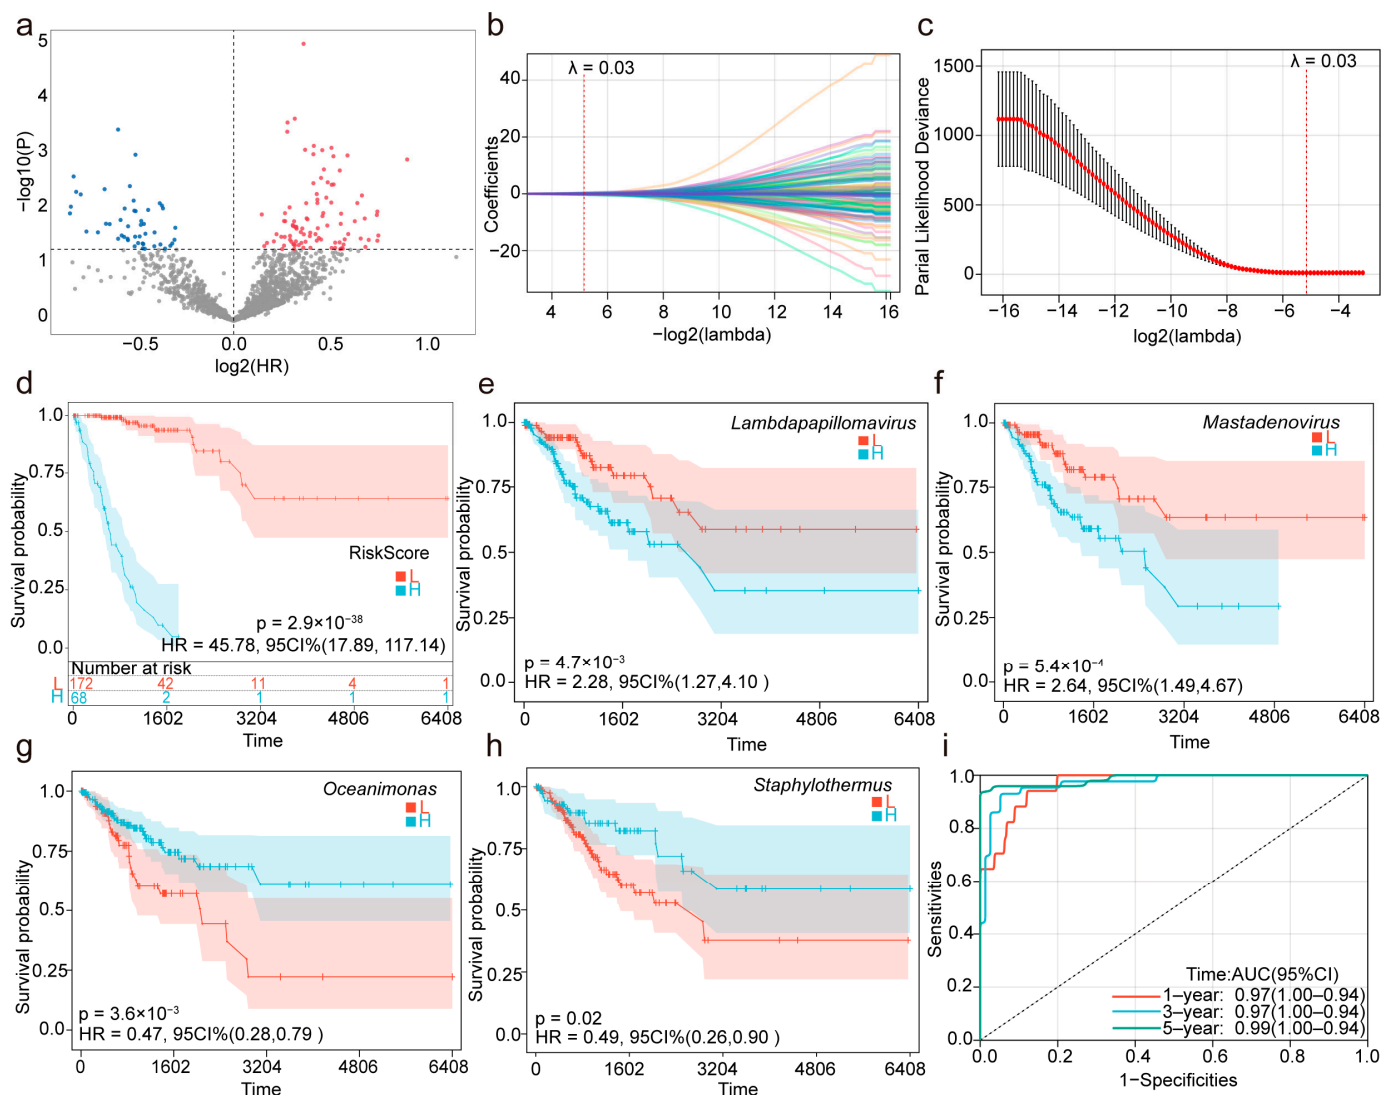 a
5
4
3
2
1
0
−log10(P)
−0.5
0.0
0.5
1.0
log2(HR)
b
λ = 0.03
40
20
0
−20
Coefficients
4
6
8
10
12
14
16
−log2(lambda)
c
λ = 0.03
1500
1000
500
0
Parial Likelihood Deviance
−16
−14
−12
−10
−8
−6
−4
log2(lambda)
d
1.0
0.75
0.5
0.25
0.0
Survival probability
RiskScore
L
H
p = 2.9×10−38
HR = 45.78, 95CI%(17.89, 117.14)
Number at risk
L 172 42 11 4 1
H 68 2 1 1 1
0 1602 3204 4806 6408
Time
e
Lambdapapillomavirus
L
H
1.0
0.75
0.5
0.25
0.0
Survival probability
p = 4.7×10−3
HR = 2.28, 95CI%(1.27,4.10 )
0 1602 3204 4806 6408
Time
f
Mastadenovirus
L
H
1.0
0.75
0.5
0.25
0.0
Survival probability
p = 5.4×10−4
HR = 2.64, 95CI%(1.49,4.67)
0 1602 3204 4806 6408
Time
g
Oceanimonas
L
H
1.0
0.75
0.5
0.25
0.0
Survival probability
p = 3.6×10−3
HR = 0.47, 95CI%(0.28,0.79 )
0 1602 3204 4806 6408
Time
h
Staphylothermus
L
H
1.0
0.75
0.5
0.25
0.0
Survival probability
p = 0.02
HR = 0.49, 95CI%(0.26,0.90 )
0 1602 3204 4806 6408
Time
i
1.0
0.8
0.6
0.4
0.2
0.0
Sensitivities
Time:AUC(95%CI)
1−year: 0.97(1.00−0.94)
3−year: 0.97(1.00−0.94)
5−year: 0.99(1.00−0.94)
0.0 0.2 0.4 0.6 0.8 1.0
1−Specificities